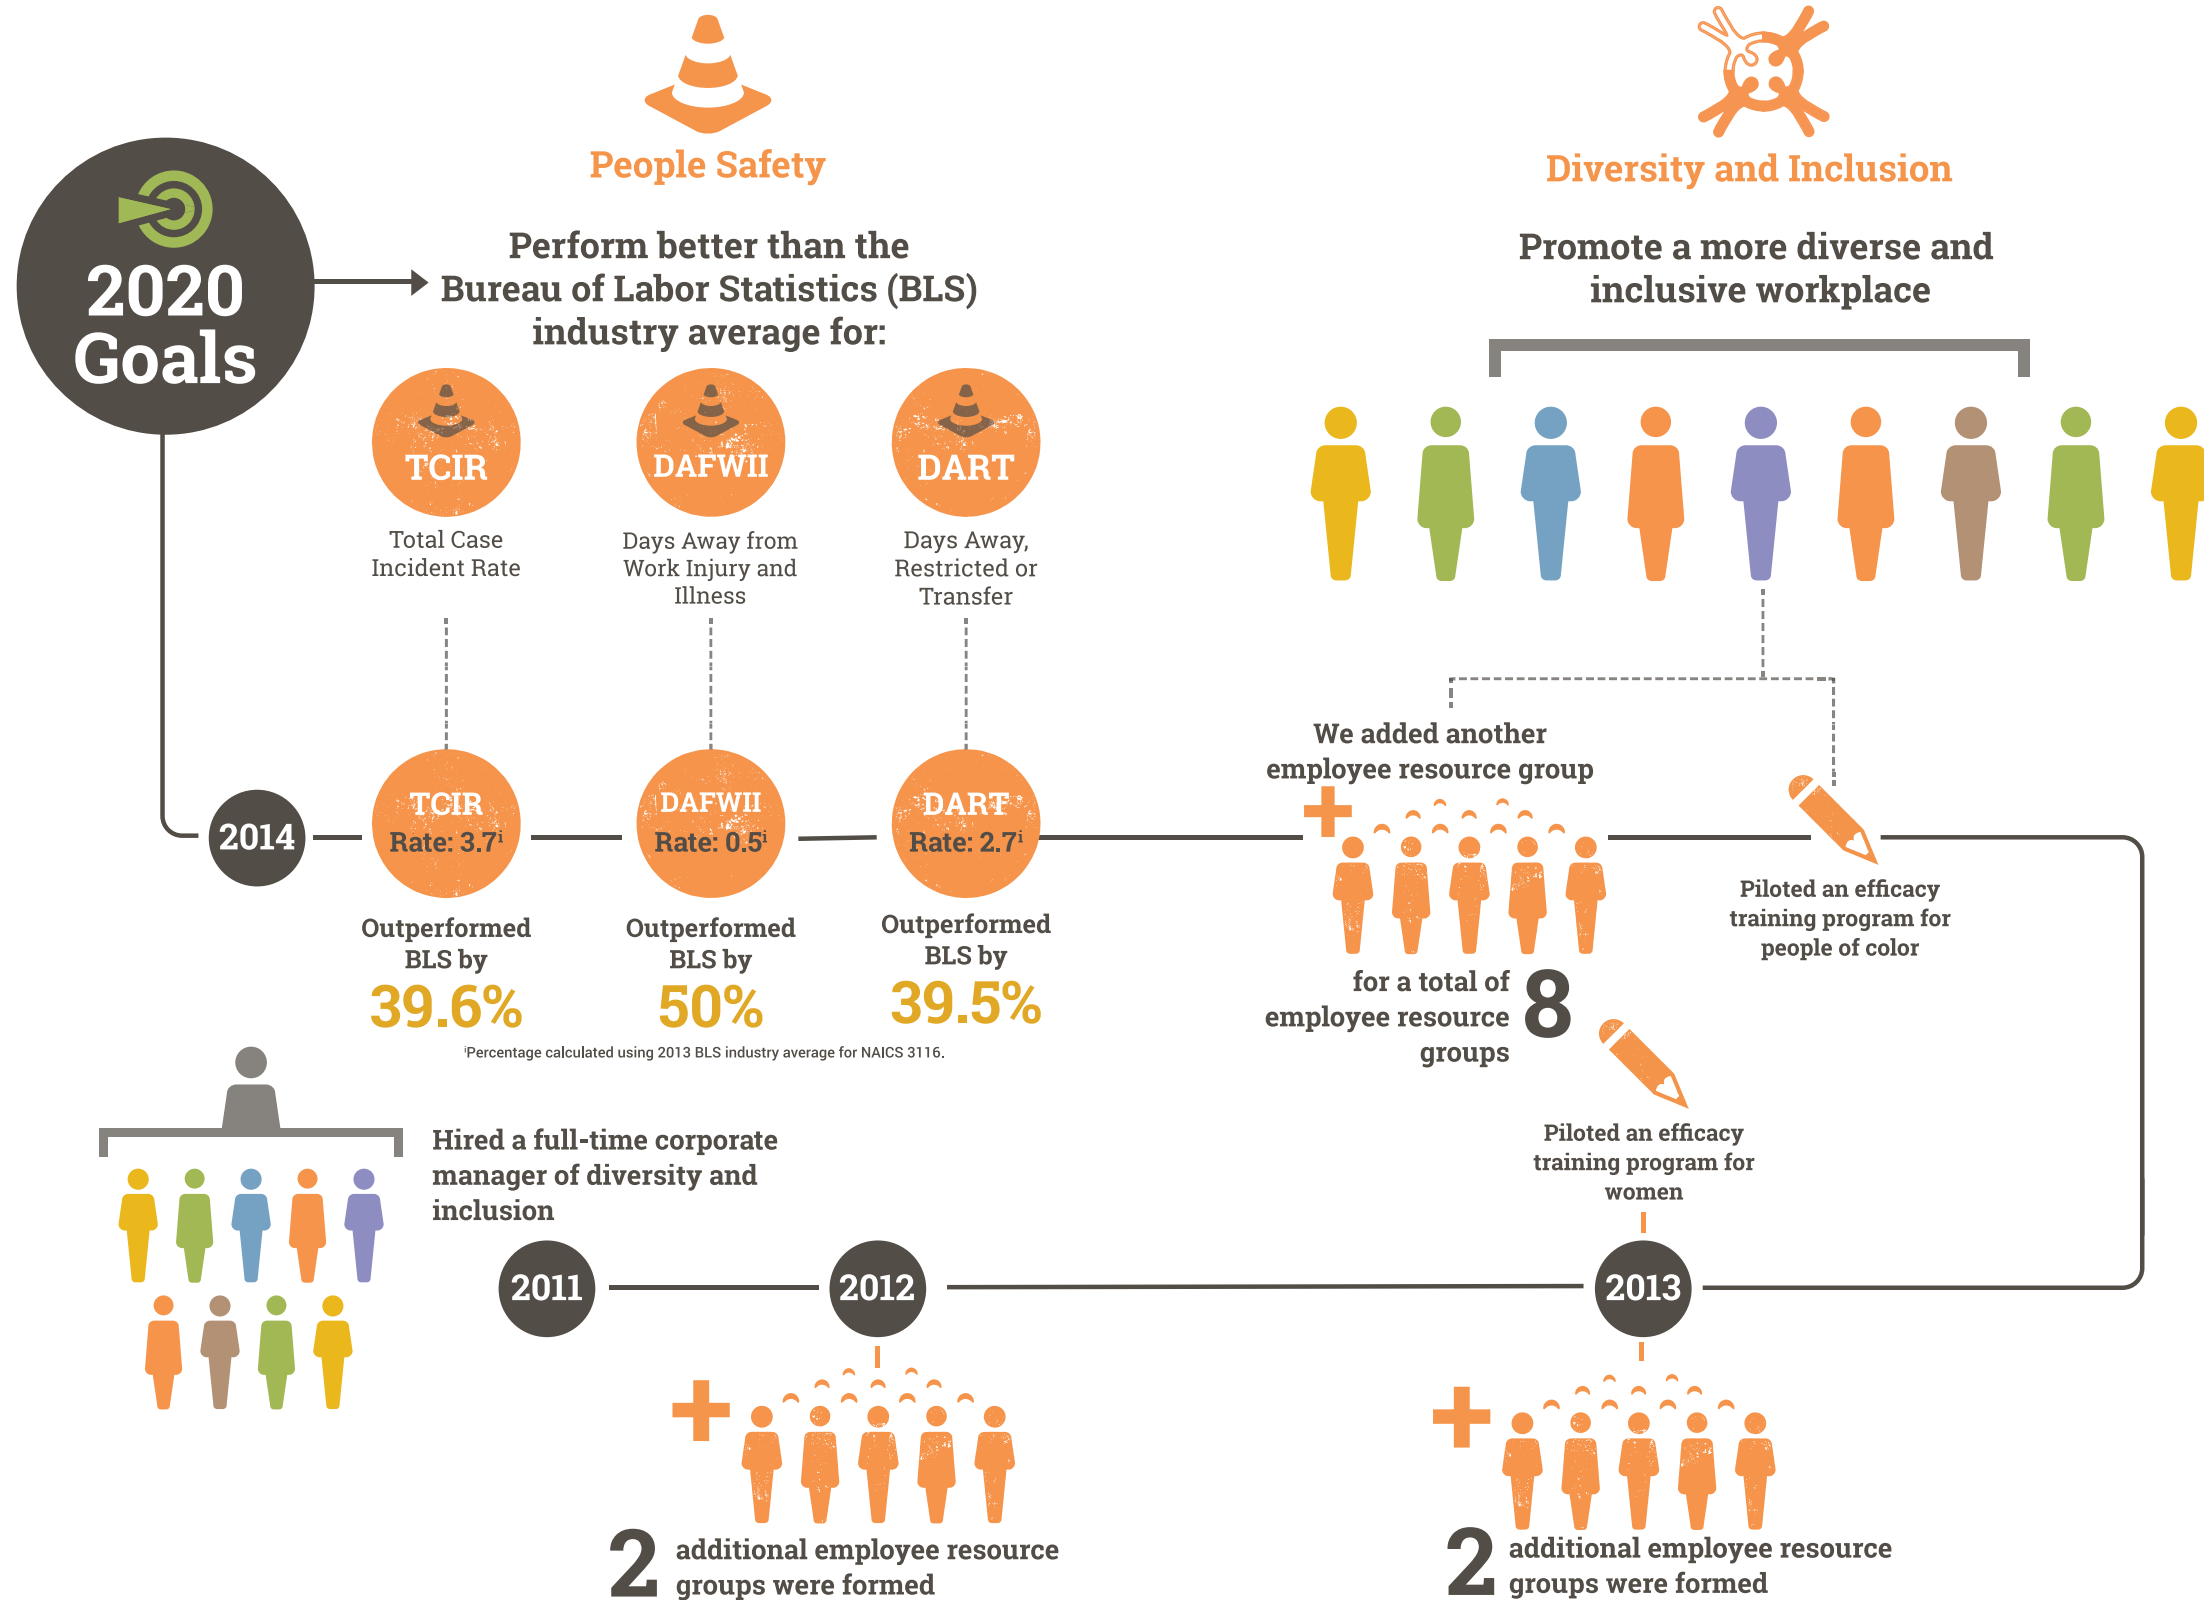 2020
Goals
People Safety
Perform better than the
Bureau of Labor Statistics (BLS)
industry average for:
TCIR
Total Case
Incident Rate
DAFWII
Days Away from
Work Injury and
Illness
DART
Days Away,
Restricted or
Transfer
Diversity and Inclusion
Promote a more diverse and
inclusive workplace
2014
TCIR
Rate: 3.7ⁱ
Outperformed
BLS by
39.6%
DAFWII
Rate: 0.5ⁱ
Outperformed
BLS by
50%
DART
Rate: 2.7ⁱ
Outperformed
BLS by
39.5%
ⁱPercentage calculated using 2013 BLS industry average for NAICS 3116.
We added another
employee resource group
for a total of
employee resource
groups
8
Piloted an efficacy
training program for
people of color
Piloted an efficacy
training program for
women
Hired a full-time corporate
manager of diversity and
inclusion
2011
2012
2013
2
additional employee resource
groups were formed
2
additional employee resource
groups were formed